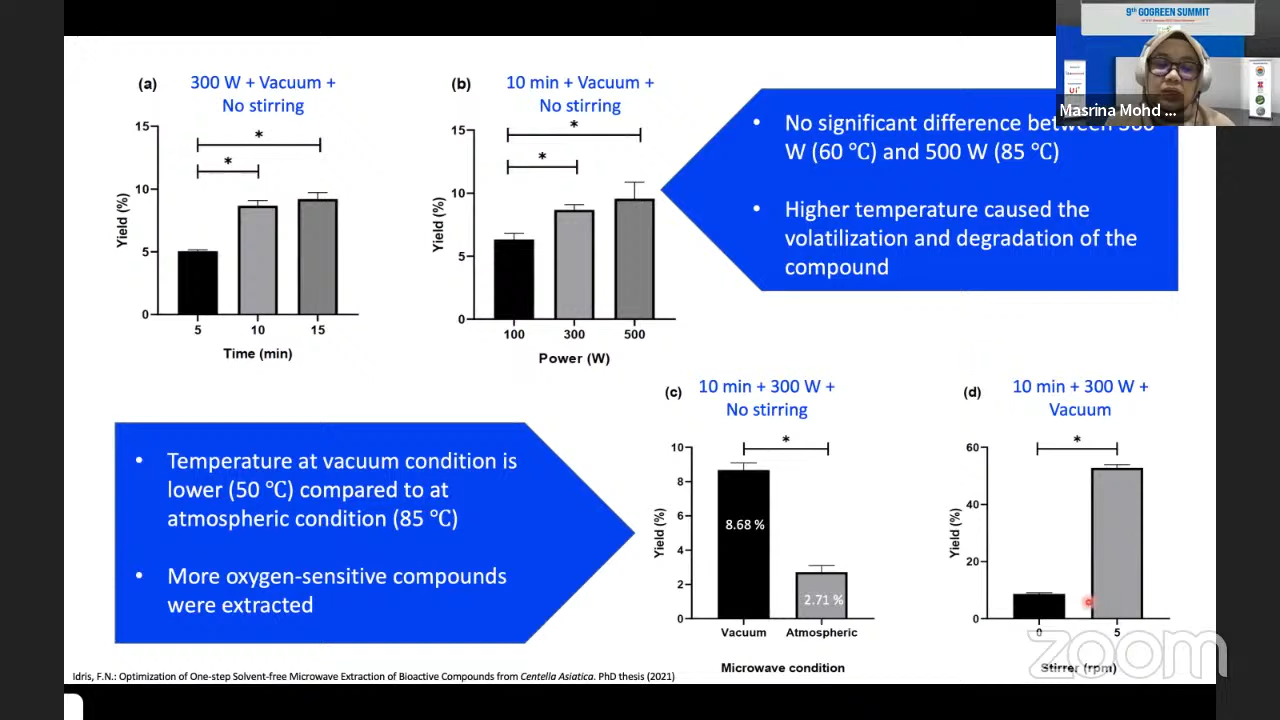 9th GOGREEN SUMMIT
Masrina Mohd ...
(a)
300 W + Vacuum +
No stirring
15
10
5
0
Yield (%)
*
*
5 10 15
Time (min)
(b)
10 min + Vacuum +
No stirring
15
10
5
0
Yield (%)
*
*
100 300 500
Power (W)
• No significant difference between 300
W (60 ℃) and 500 W (85 ℃)
• Higher temperature caused the
volatilization and degradation of the
compound
• Temperature at vacuum condition is
lower (50 ℃) compared to at
atmospheric condition (85 ℃)
• More oxygen-sensitive compounds
were extracted
(c)
10 min + 300 W +
No stirring
10
8
6
4
2
0
Yield (%)
*
8.68 %
2.71 %
Vacuum Atmospheric
Microwave condition
(d)
10 min + 300 W +
Vacuum
60
40
20
0
Yield (%)
*
0 5
Stirrer (rpm)
zoom
Idris, F.N.: Optimization of One-step Solvent-free Microwave Extraction of Bioactive Compounds from Centella Asiatica. PhD thesis (2021)